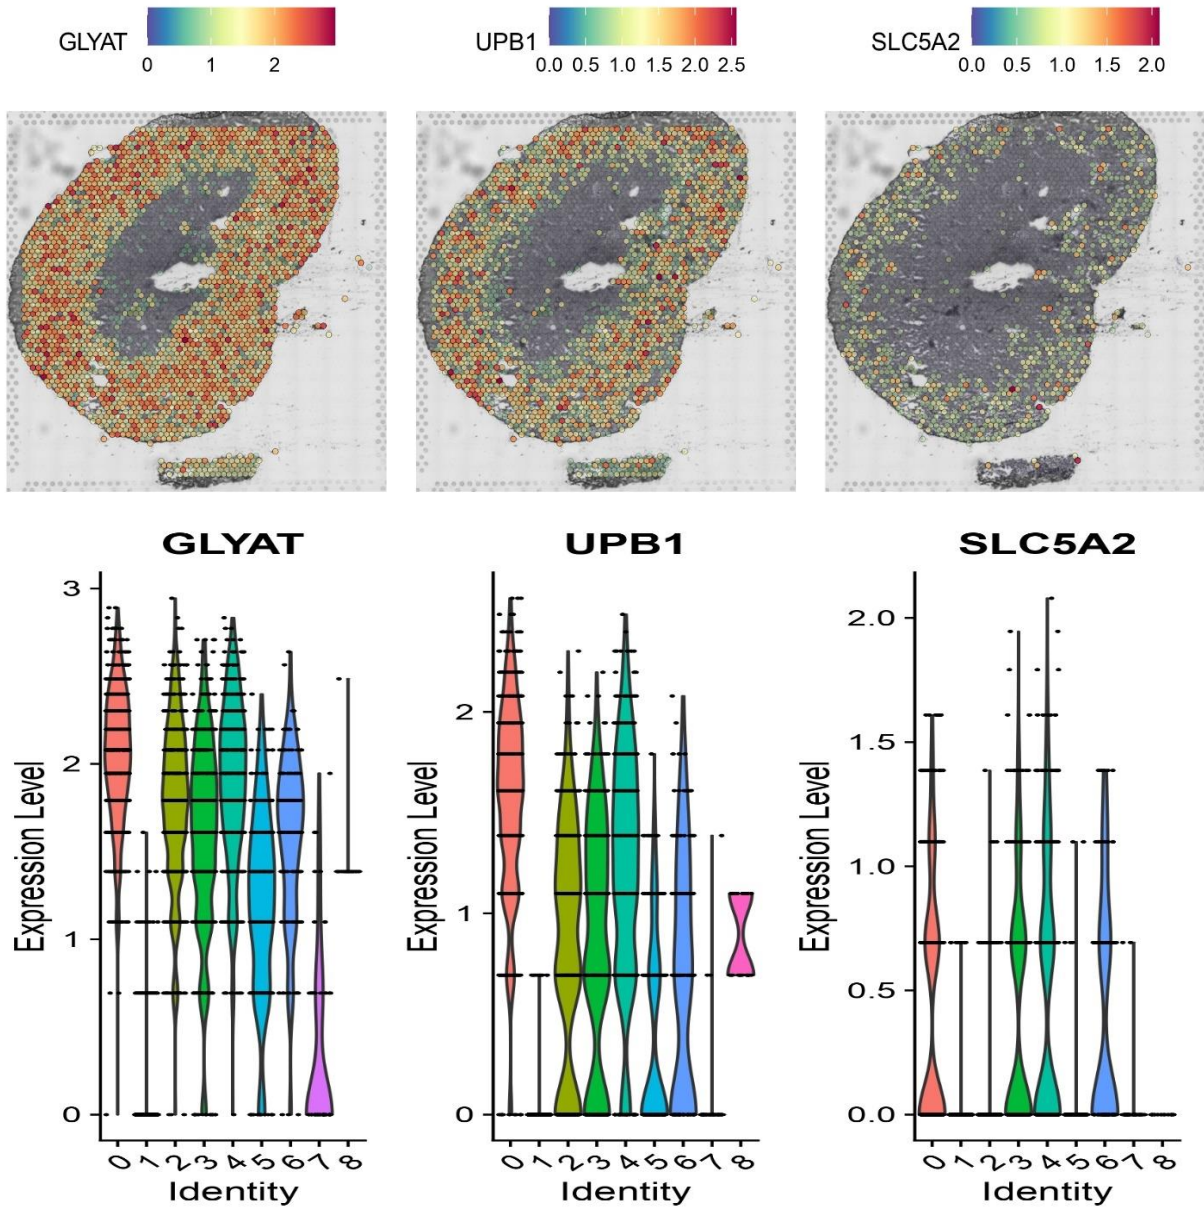 GLYAT
0 1 2
UPB1
0.0 0.5 1.0 1.5 2.0 2.5
SLC5A2
0.0 0.5 1.0 1.5 2.0
GLYAT
3
2
1
0
Expression Level
0 1 2 3 4 5 6 7 8
Identity
UPB1
2
1
0
Expression Level
0 1 2 3 4 5 6 7 8
Identity
SLC5A2
2.0
1.5
1.0
0.5
0.0
Expression Level
0 1 2 3 4 5 6 7 8
Identity